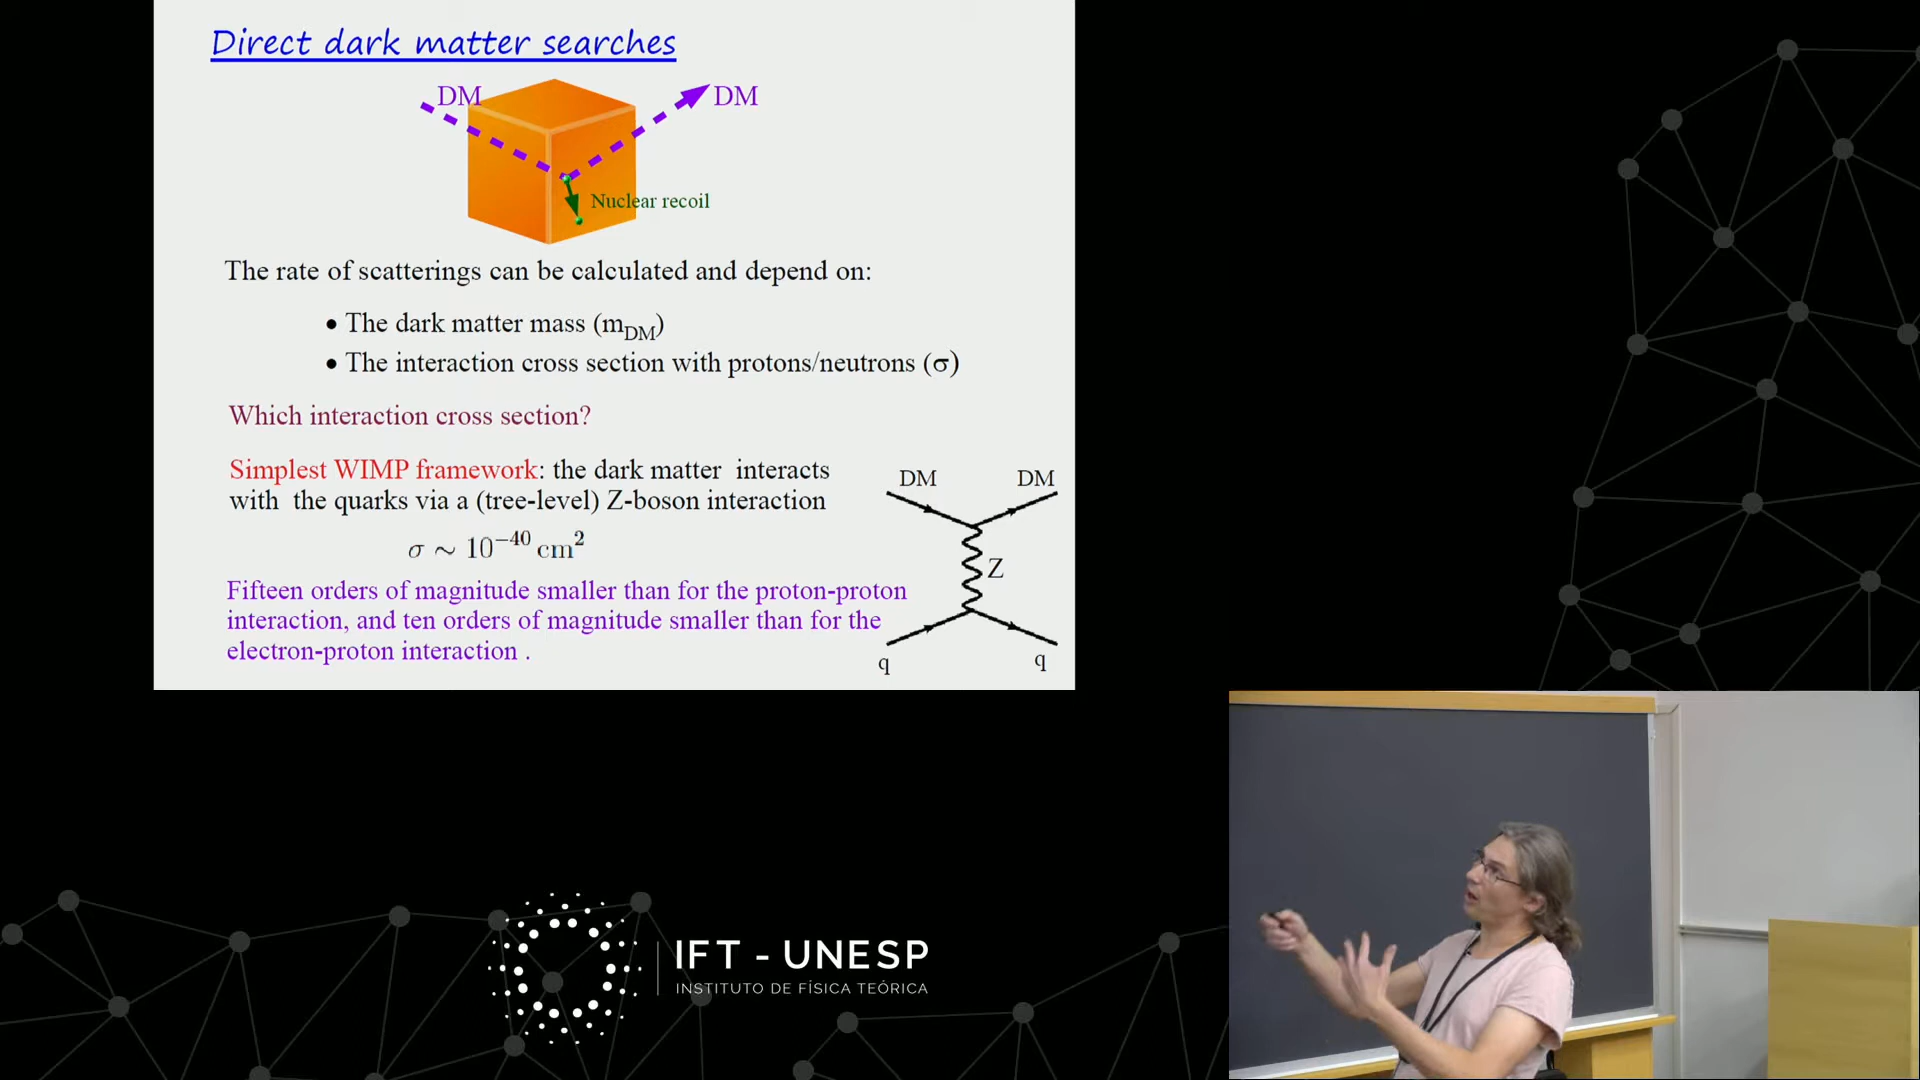 Direct dark matter searches
DM
DM
Nuclear recoil
The rate of scatterings can be calculated and depend on:
• The dark matter mass (m_DM)
• The interaction cross section with protons/neutrons (σ)
Which interaction cross section?
Simplest WIMP framework: the dark matter interacts
with the quarks via a (tree-level) Z-boson interaction
σ ∼ 10⁻⁴⁰ cm²
Fifteen orders of magnitude smaller than for the proton-proton
interaction, and ten orders of magnitude smaller than for the
electron-proton interaction .
DM
DM
Z
q
q
IFT - UNESP
INSTITUTO DE FÍSICA TEÓRICA